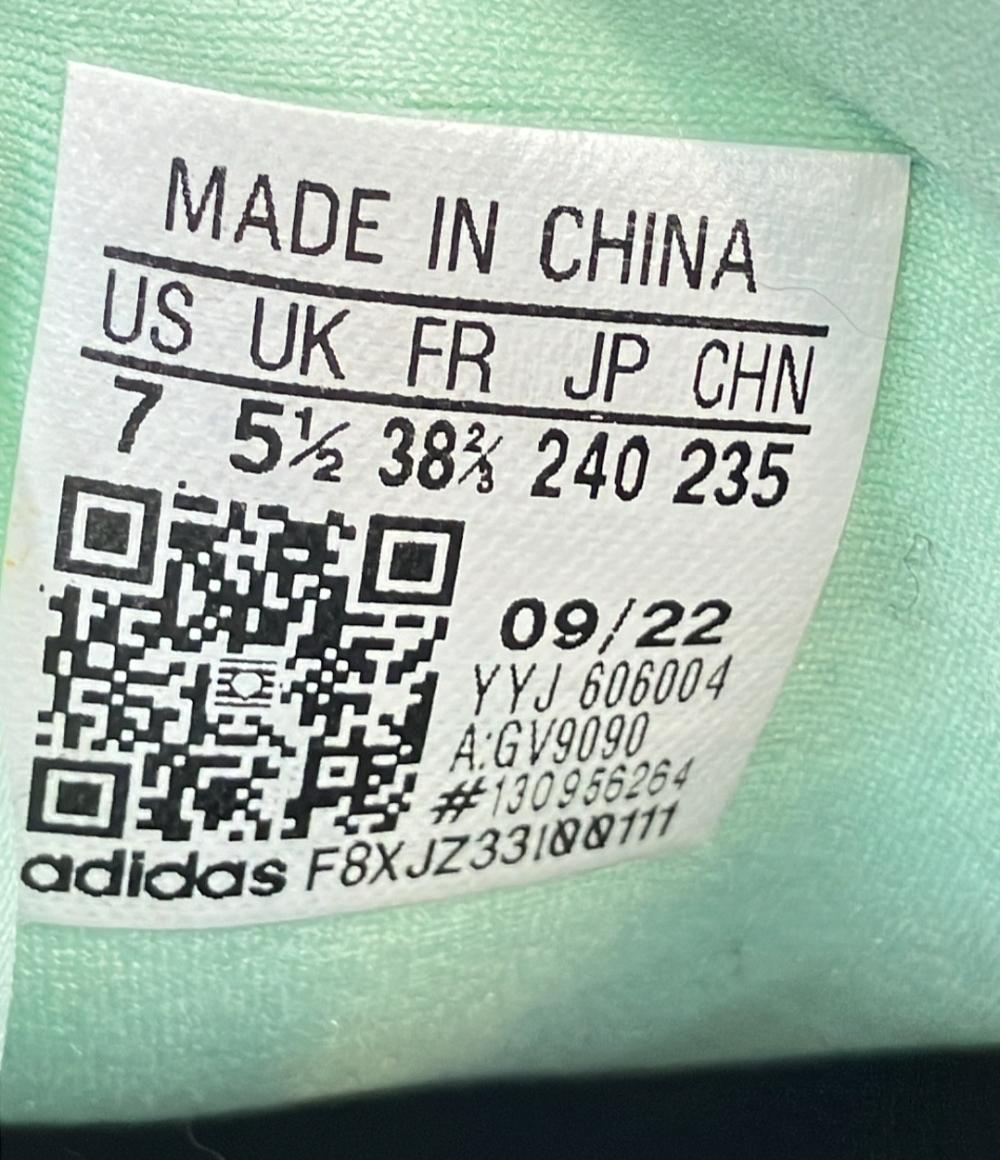 MADE IN CHINA
US UK FR JP CHN
7 5½ 38⅔ 240 235
09/22
YYJ 606004
A:GV9090
#130956264
adidas F8XJZ33I00111